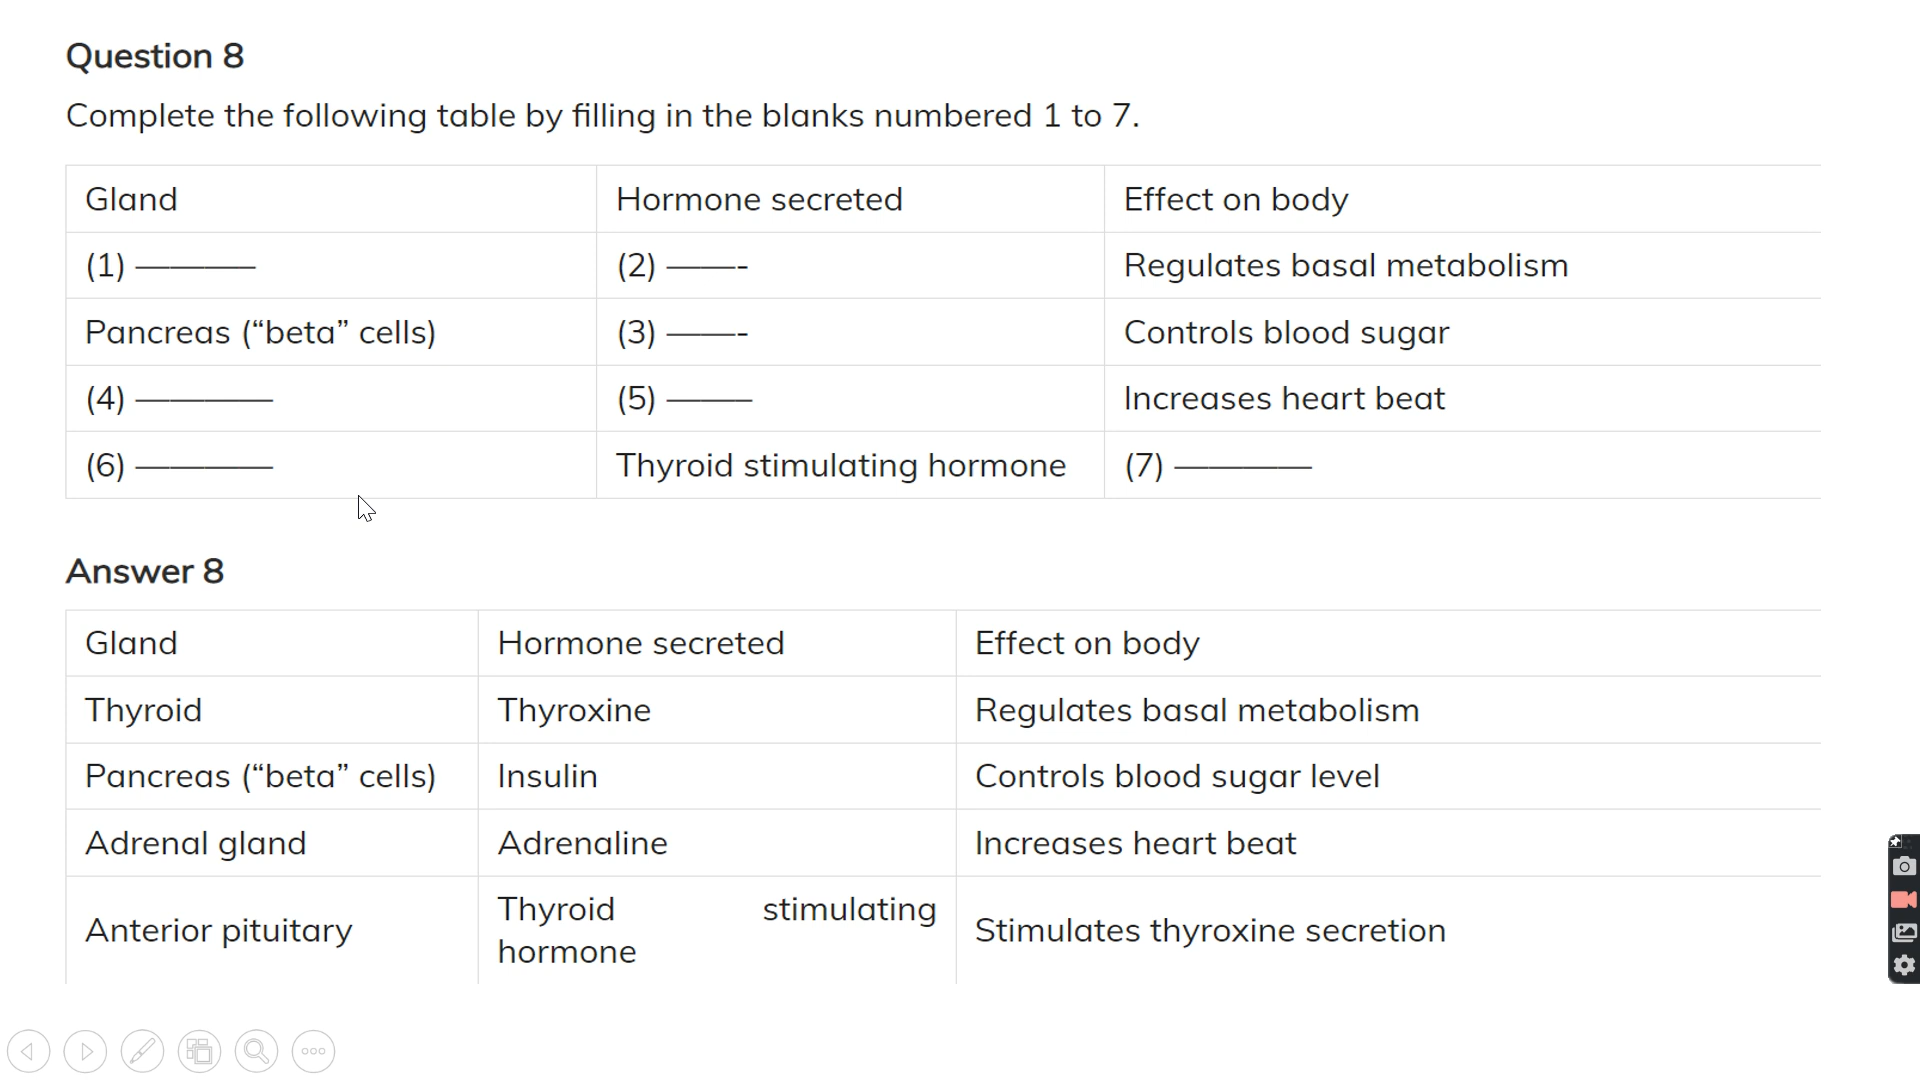 Question 8
Complete the following table by filling in the blanks numbered 1 to 7.
Gland Hormone secreted Effect on body
(1) ———– (2) ——- Regulates basal metabolism
Pancreas (“beta” cells) (3) ——- Controls blood sugar
(4) ———— (5) ——– Increases heart beat
(6) ———— Thyroid stimulating hormone (7) ————
Answer 8
Gland Hormone secreted Effect on body
Thyroid Thyroxine Regulates basal metabolism
Pancreas (“beta” cells) Insulin Controls blood sugar level
Adrenal gland Adrenaline Increases heart beat
Anterior pituitary Thyroid stimulating
hormone Stimulates thyroxine secretion